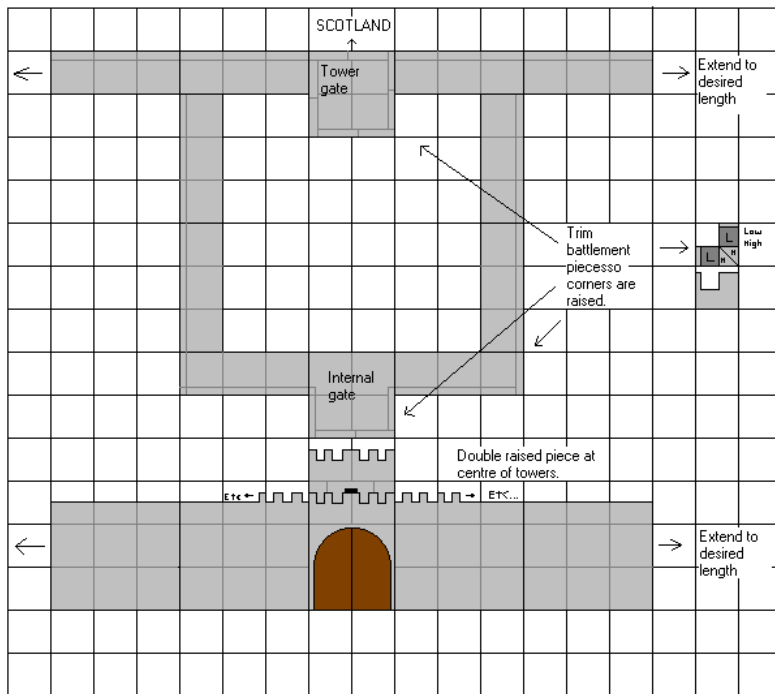 SCOTLAND
Tower
gate
Extend to
desired
length
Trim
battlement
piecesso
corners are
raised.
L Low
High
L H H
Internal
gate
Double raised piece at
centre of towers.
Etc
Etc...
Extend to
desired
length